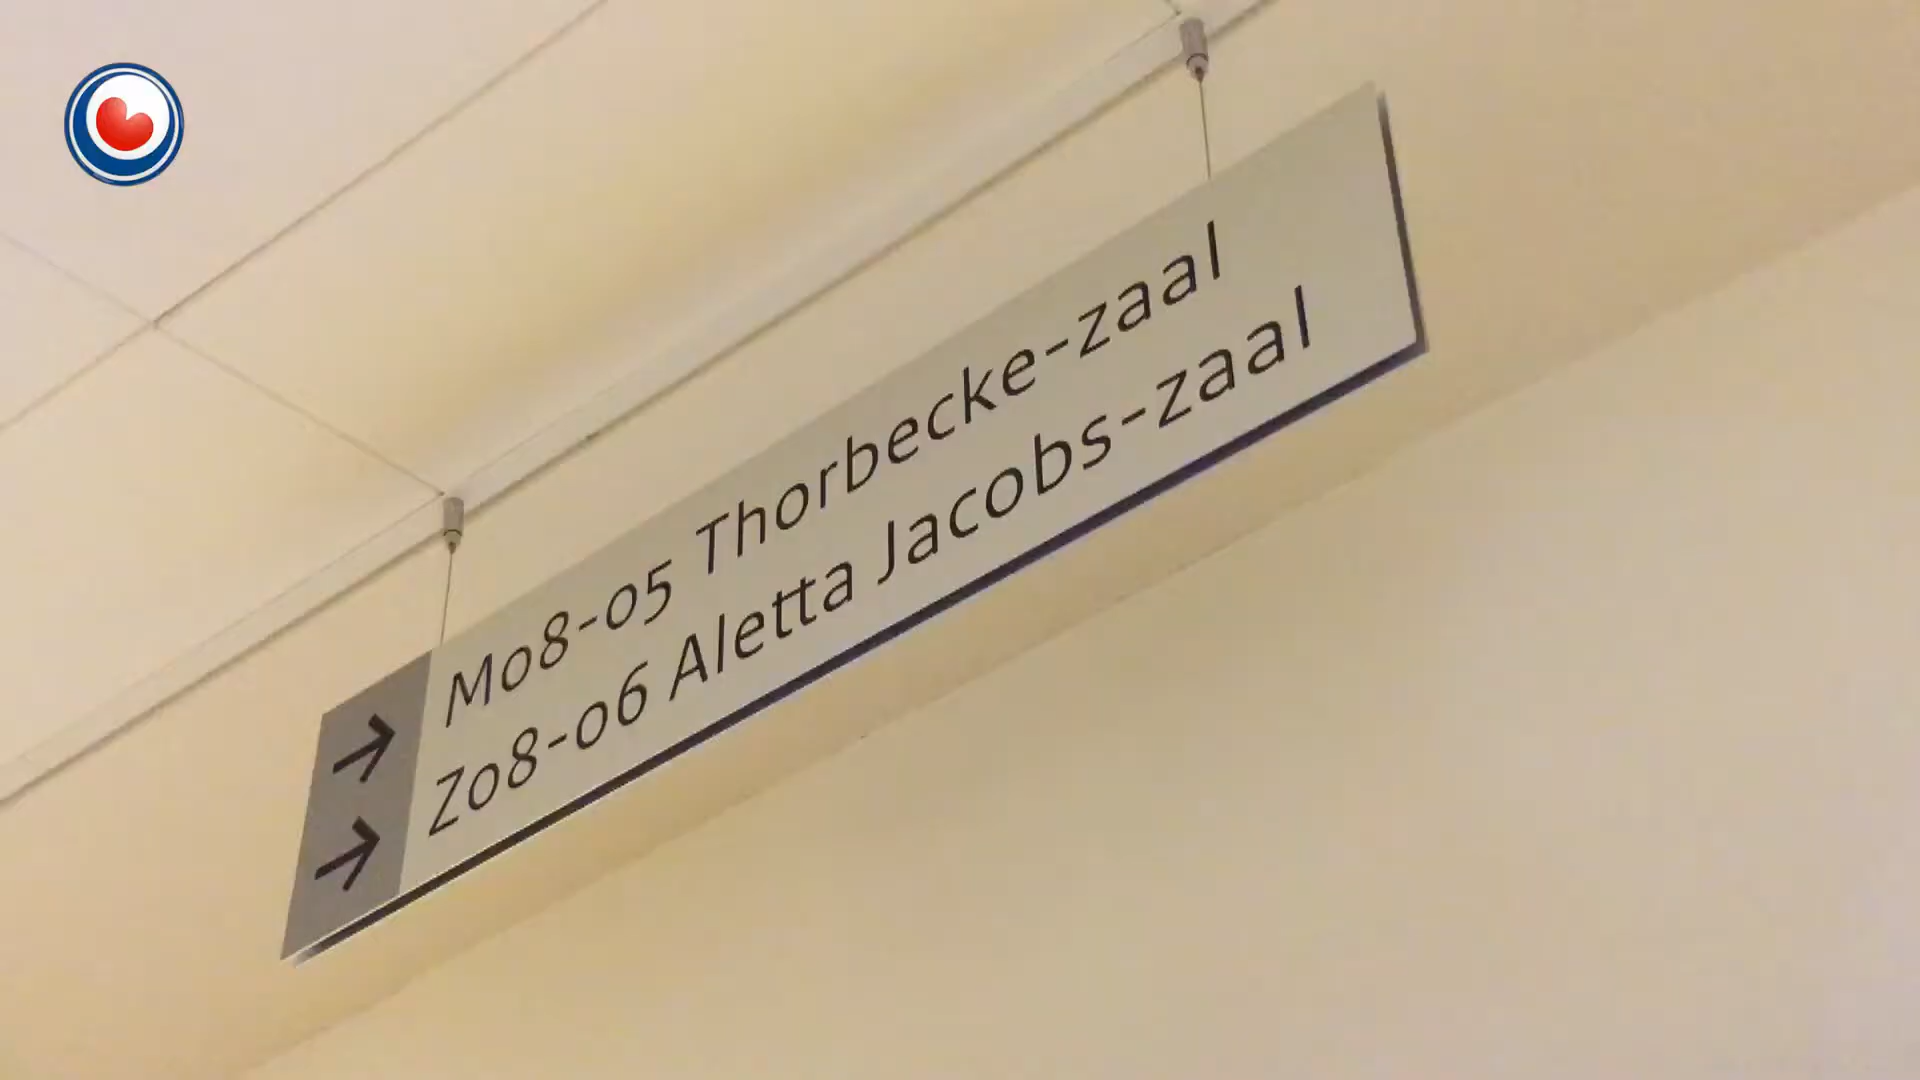 → M08-05 Thorbecke-zaal
→ Z08-06 Aletta Jacobs-zaal